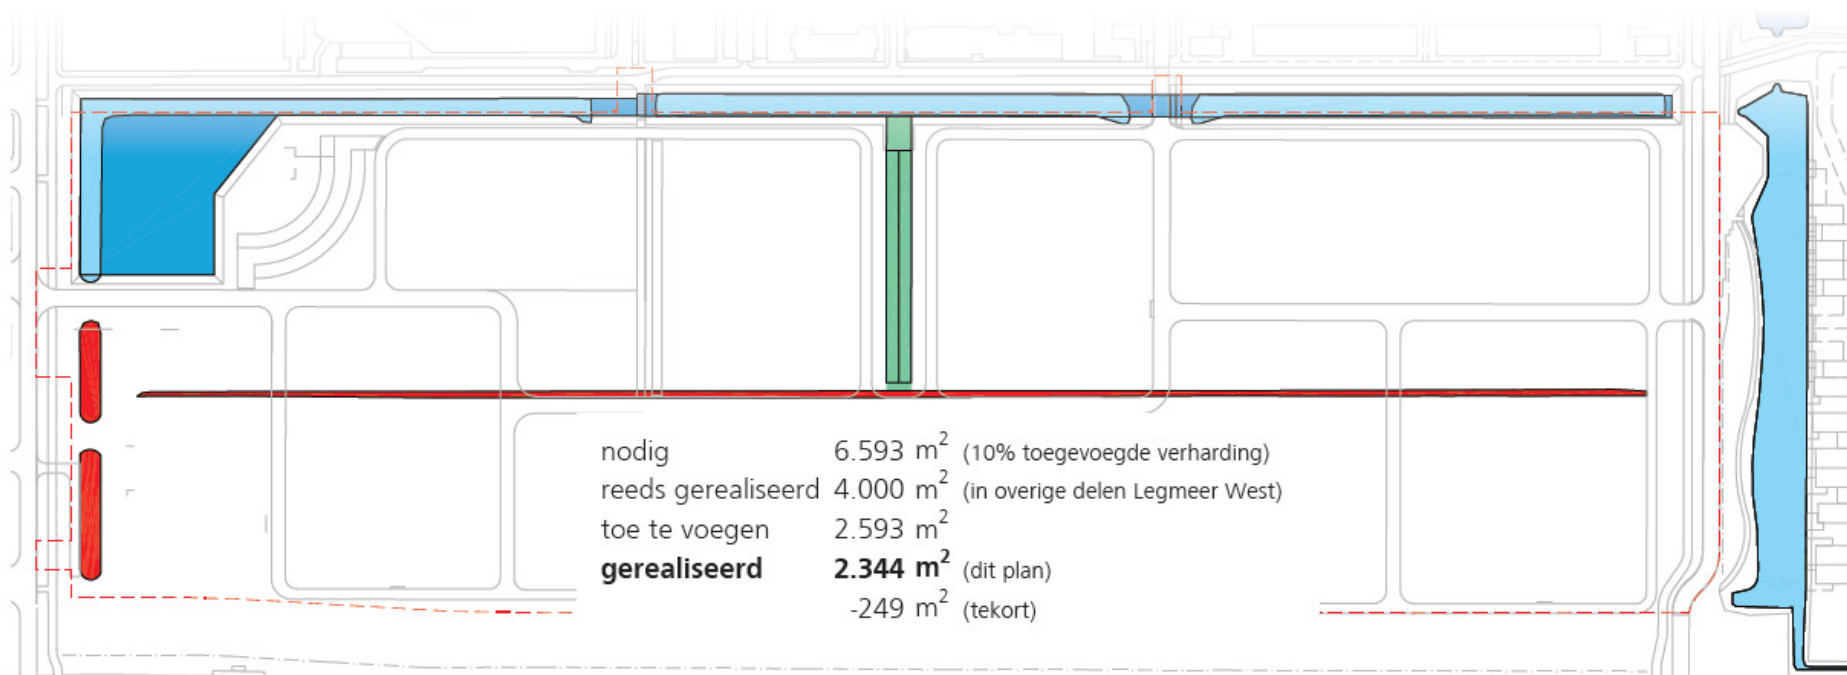 nodig 6.593 m² (10% toegevoegde verharding)
reeds gerealiseerd 4.000 m² (in overige delen Legmeer West)
toe te voegen 2.593 m²
gerealiseerd 2.344 m² (dit plan)
-249 m² (tekort)